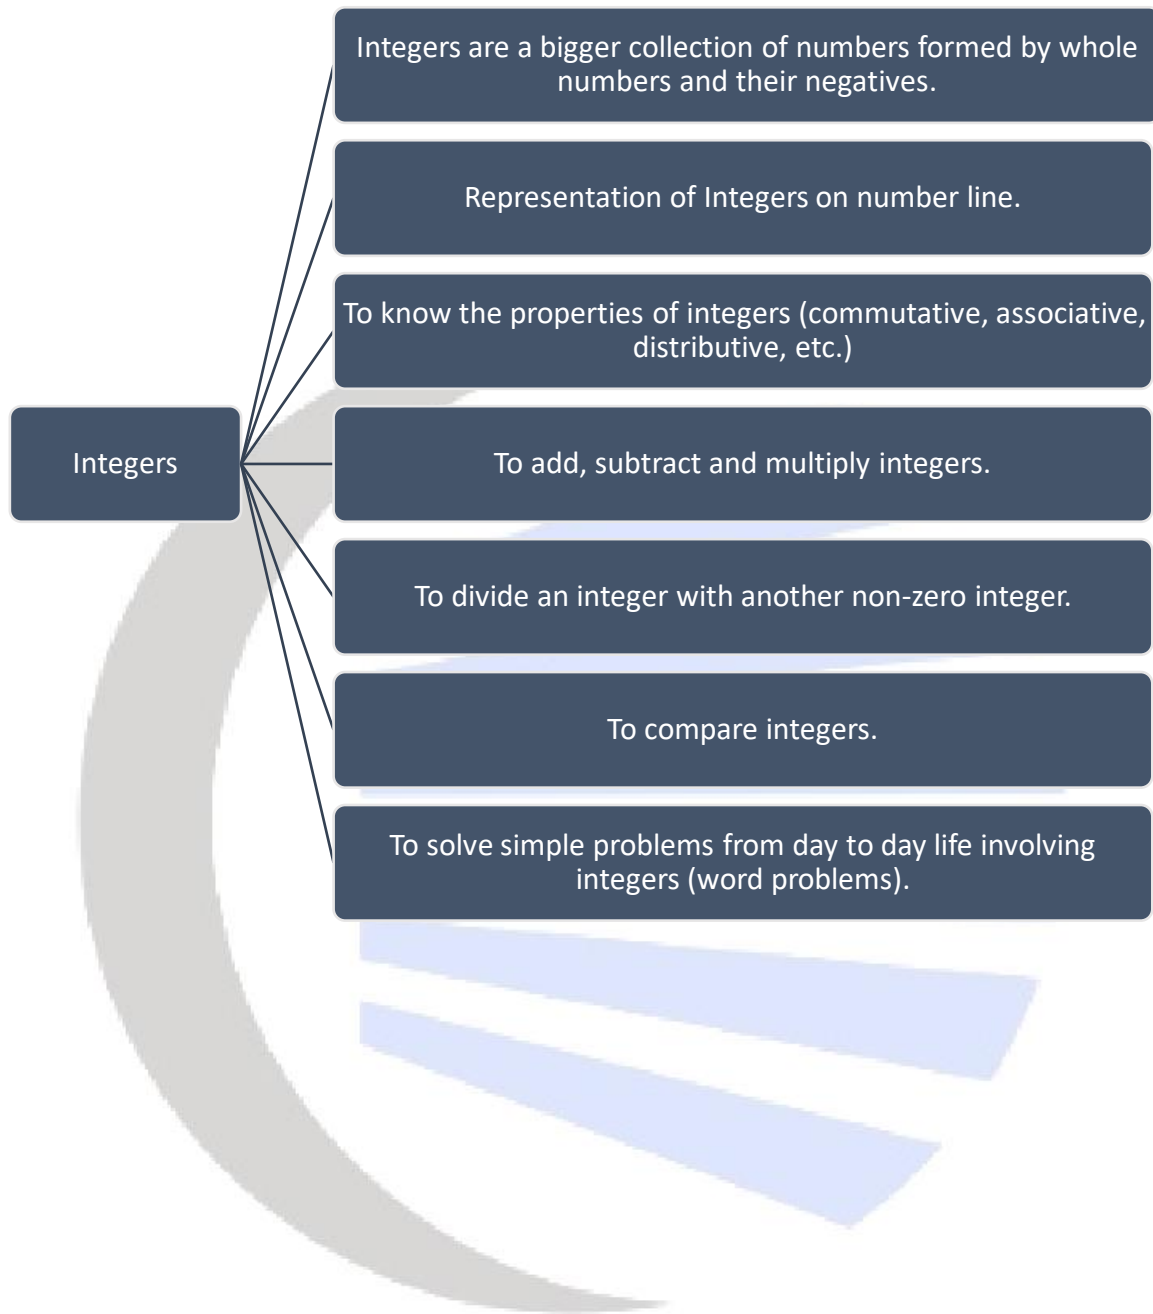 Integers are a bigger collection of numbers formed by whole
numbers and their negatives.
Representation of Integers on number line.
To know the properties of integers (commutative, associative,
distributive, etc.)
Integers
To add, subtract and multiply integers.
To divide an integer with another non-zero integer.
To compare integers.
To solve simple problems from day to day life involving
integers (word problems).